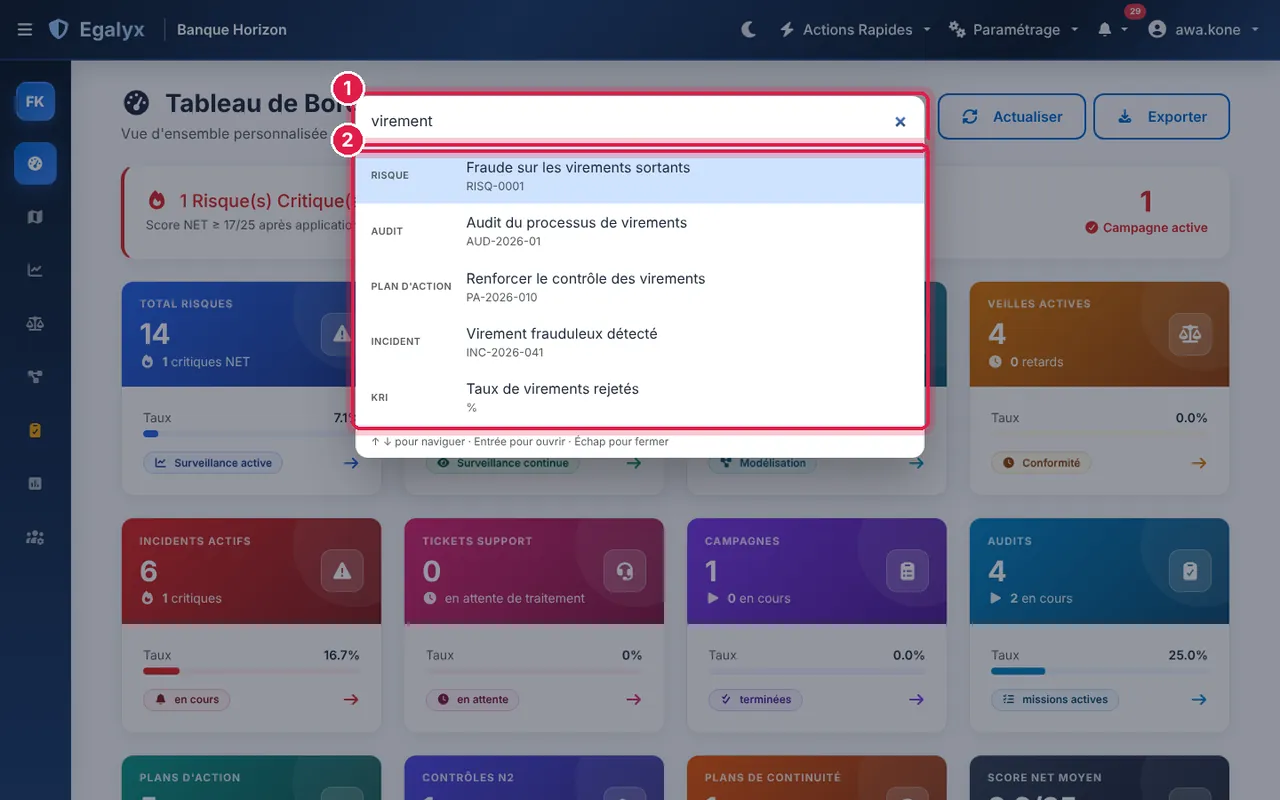 Egalyx
Banque Horizon
Actions Rapides
Paramétrage
29
awa.kone
FK
Tableau de Bor
Vue d'ensemble personnalisée
Actualiser
Exporter
1
virement
2
RISQUE
Fraude sur les virements sortants
RISQ-0001
AUDIT
Audit du processus de virements
AUD-2026-01
PLAN D'ACTION
Renforcer le contrôle des virements
PA-2026-010
INCIDENT
Virement frauduleux détecté
INC-2026-041
KRI
Taux de virements rejetés
%
↑ ↓ pour naviguer · Entrée pour ouvrir · Échap pour fermer
1 Risque(s) Critique(
Score NET ≥ 17/25 après
1
Campagne active
TOTAL RISQUES
14
1 critiques NET
Taux
7.1
Surveillance active
Surveillance continue
Modélisation
VEILLES ACTIVES
4
0 retards
Taux 0.0%
Conformité
INCIDENTS ACTIFS
6
1 critiques
Taux 16.7%
en cours
TICKETS SUPPORT
0
en attente de traitement
Taux 0%
en attente
CAMPAGNES
1
0 en cours
Taux 0.0%
terminées
AUDITS
4
2 en cours
Taux 25.0%
missions actives
PLANS D'ACTION
CONTRÔLES N2
PLANS DE CONTINUITÉ
SCORE NET MOYEN